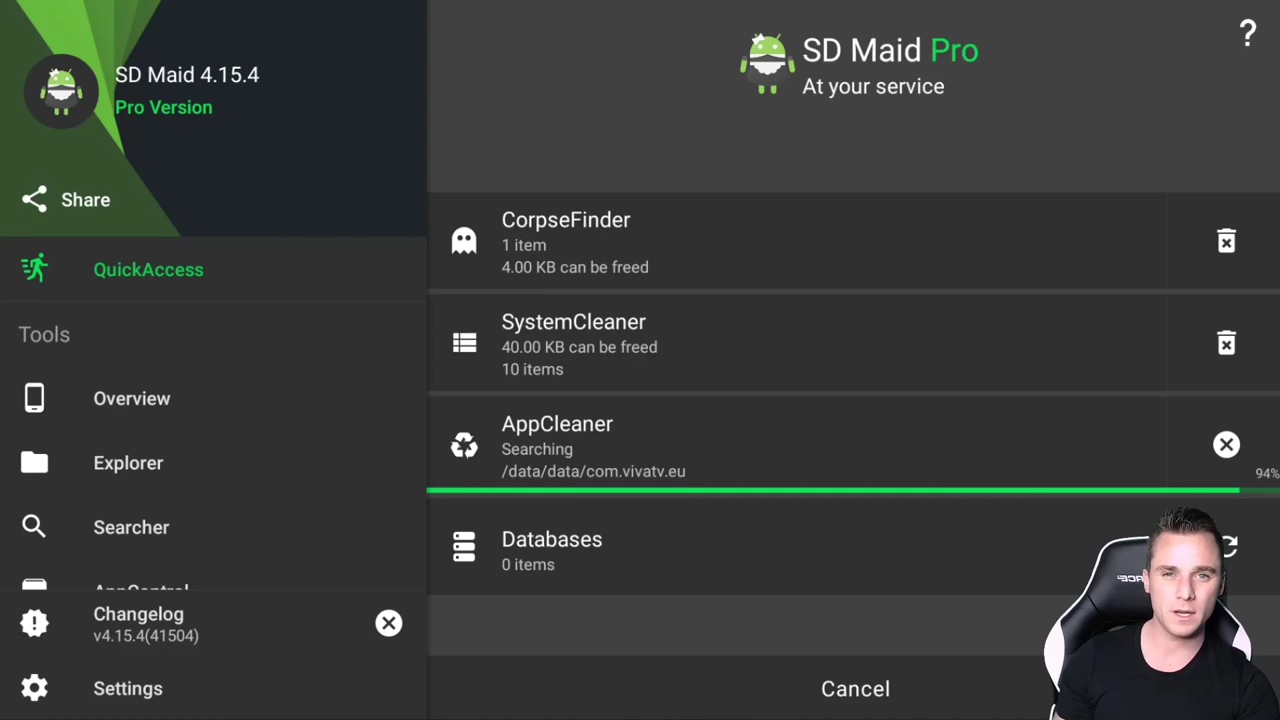 SD Maid 4.15.4
Pro Version
Share
QuickAccess
Tools
Overview
Explorer
Searcher
AppControl
Changelog
v4.15.4(41504)
Settings
SD Maid Pro
At your service
?
CorpseFinder
1 item
4.00 KB can be freed
SystemCleaner
40.00 KB can be freed
10 items
AppCleaner
Searching
/data/data/com.vivatv.eu
94%
Databases
0 items
Cancel